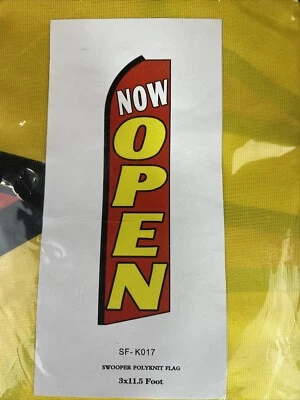 NOW
OPEN
SF- K017
SWOOPER POLYKNIT FLAG
3x11.5 Foot